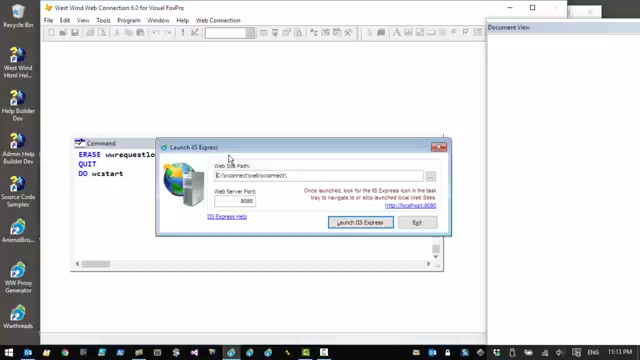 Recycle Bin
West Wind
Html Hel...
Help Builder
Dev
Admin Help
Builder Dev
Source Code
Samples
AnimalBro...
WW Proxy
Generator
Wwthreads
West Wind Web Connection 6.0 for Visual FoxPro
File Edit View Tools Program Window Help Web Connection
Document View
Command
ERASE wwrequestlo
QUIT
DO wcstart
Launch IIS Express
Web Site Path:
C:\wconnect\web\wconnect\
...
Web Server Port:
8080
Once launched, look for the IIS Express icon in the task
tray to navigate to or stop launched local Web Sites.
http://localhost:8080
IIS Express Help
Launch IIS Express
Exit
11:13 PM